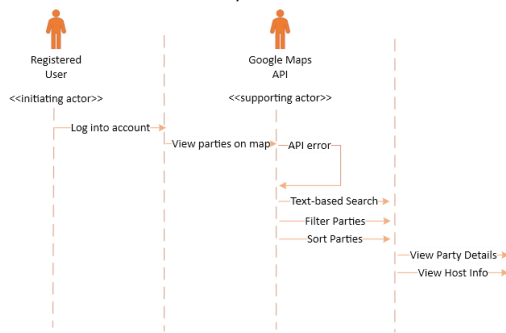 Registered
User
<<initiating actor>>
Google Maps
API
<<supporting actor>>
Log into account
View parties on map
API error
Text-based Search
Filter Parties
Sort Parties
View Party Details
View Host Info